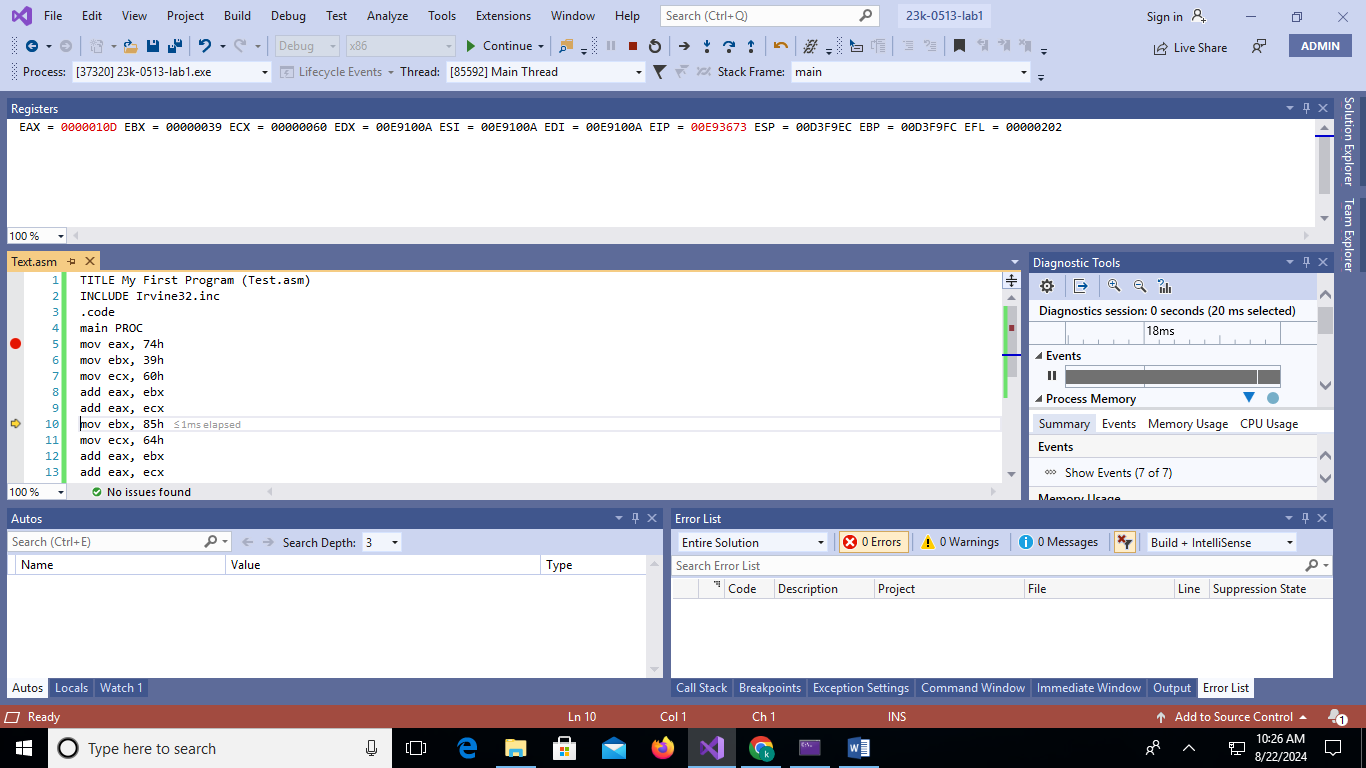 File Edit View Project Build Debug Test Analyze Tools Extensions Window Help Search (Ctrl+Q) 23k-0513-lab1 Sign in
Debug x86 Continue Live Share ADMIN
Process: [37320] 23k-0513-lab1.exe Lifecycle Events Thread: [85592] Main Thread Stack Frame: main
Registers
EAX = 0000010D EBX = 00000039 ECX = 00000060 EDX = 00E9100A ESI = 00E9100A EDI = 00E9100A EIP = 00E93673 ESP = 00D3F9EC EBP = 00D3F9FC EFL = 00000202
100 %
Solution Explorer
Team Explorer
Text.asm
1 TITLE My First Program (Test.asm)
2 INCLUDE Irvine32.inc
3 .code
4 main PROC
5 mov eax, 74h
6 mov ebx, 39h
7 mov ecx, 60h
8 add eax, ebx
9 add eax, ecx
10 mov ebx, 85h ≤1ms elapsed
11 mov ecx, 64h
12 add eax, ebx
13 add eax, ecx
100 % No issues found
Diagnostic Tools
Diagnostics session: 0 seconds (20 ms selected)
18ms
Events
Process Memory
Summary Events Memory Usage CPU Usage
Events
Show Events (7 of 7)
Memory Usage
Autos
Search (Ctrl+E) Search Depth: 3
Name Value Type
Autos Locals Watch 1
Error List
Entire Solution 0 Errors 0 Warnings 0 Messages Build + IntelliSense
Search Error List
Code Description Project File Line Suppression State
Call Stack Breakpoints Exception Settings Command Window Immediate Window Output Error List
Ready Ln 10 Col 1 Ch 1 INS Add to Source Control 1
Type here to search
10:26 AM
8/22/2024